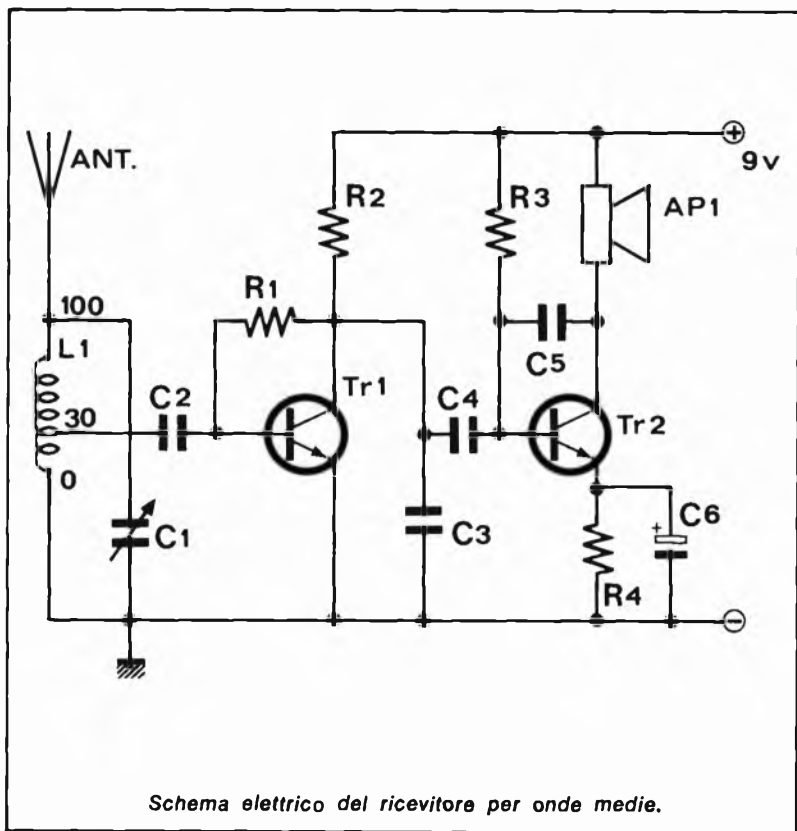 ANT.
100
L1
30
0
C1
C2
R1
R2
Tr1
C3
C4
R3
C5
AP1
Tr2
R4
C6
+
+
9v
−
Schema elettrico del ricevitore per onde medie.